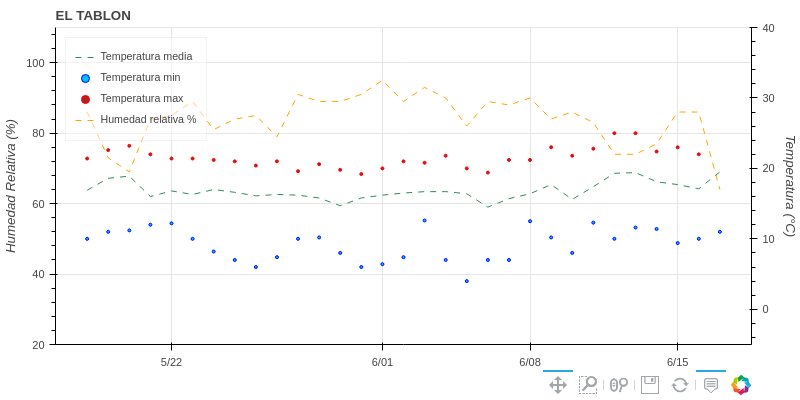 EL TABLON
Temperatura media
Temperatura min
Temperatura max
Humedad relativa %
Humedad Relativa (%)
100
80
60
40
20
Temperatura (°C)
40
30
20
10
0
5/22
6/01
6/08
6/15